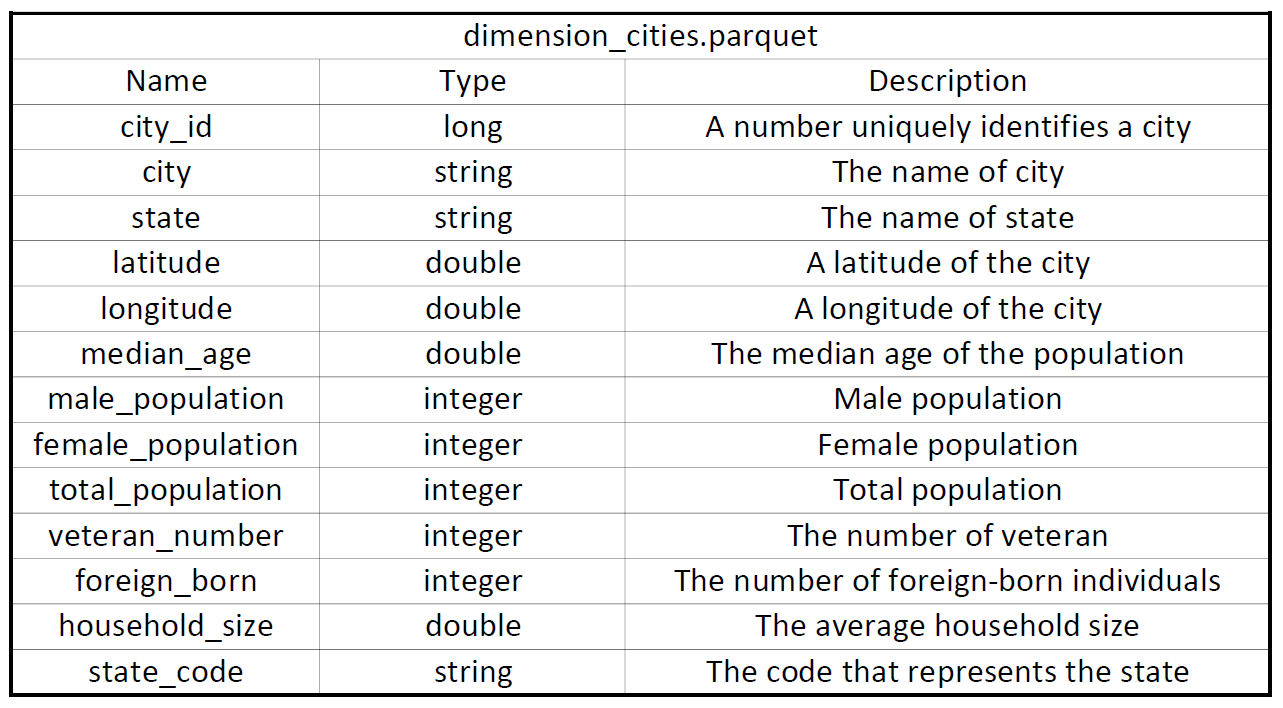 dimension_cities.parquet
Name Type Description
city_id long A number uniquely identifies a city
city string The name of city
state string The name of state
latitude double A latitude of the city
longitude double A longitude of the city
median_age double The median age of the population
male_population integer Male population
female_population integer Female population
total_population integer Total population
veteran_number integer The number of veteran
foreign_born integer The number of foreign-born individuals
household_size double The average household size
state_code string The code that represents the state